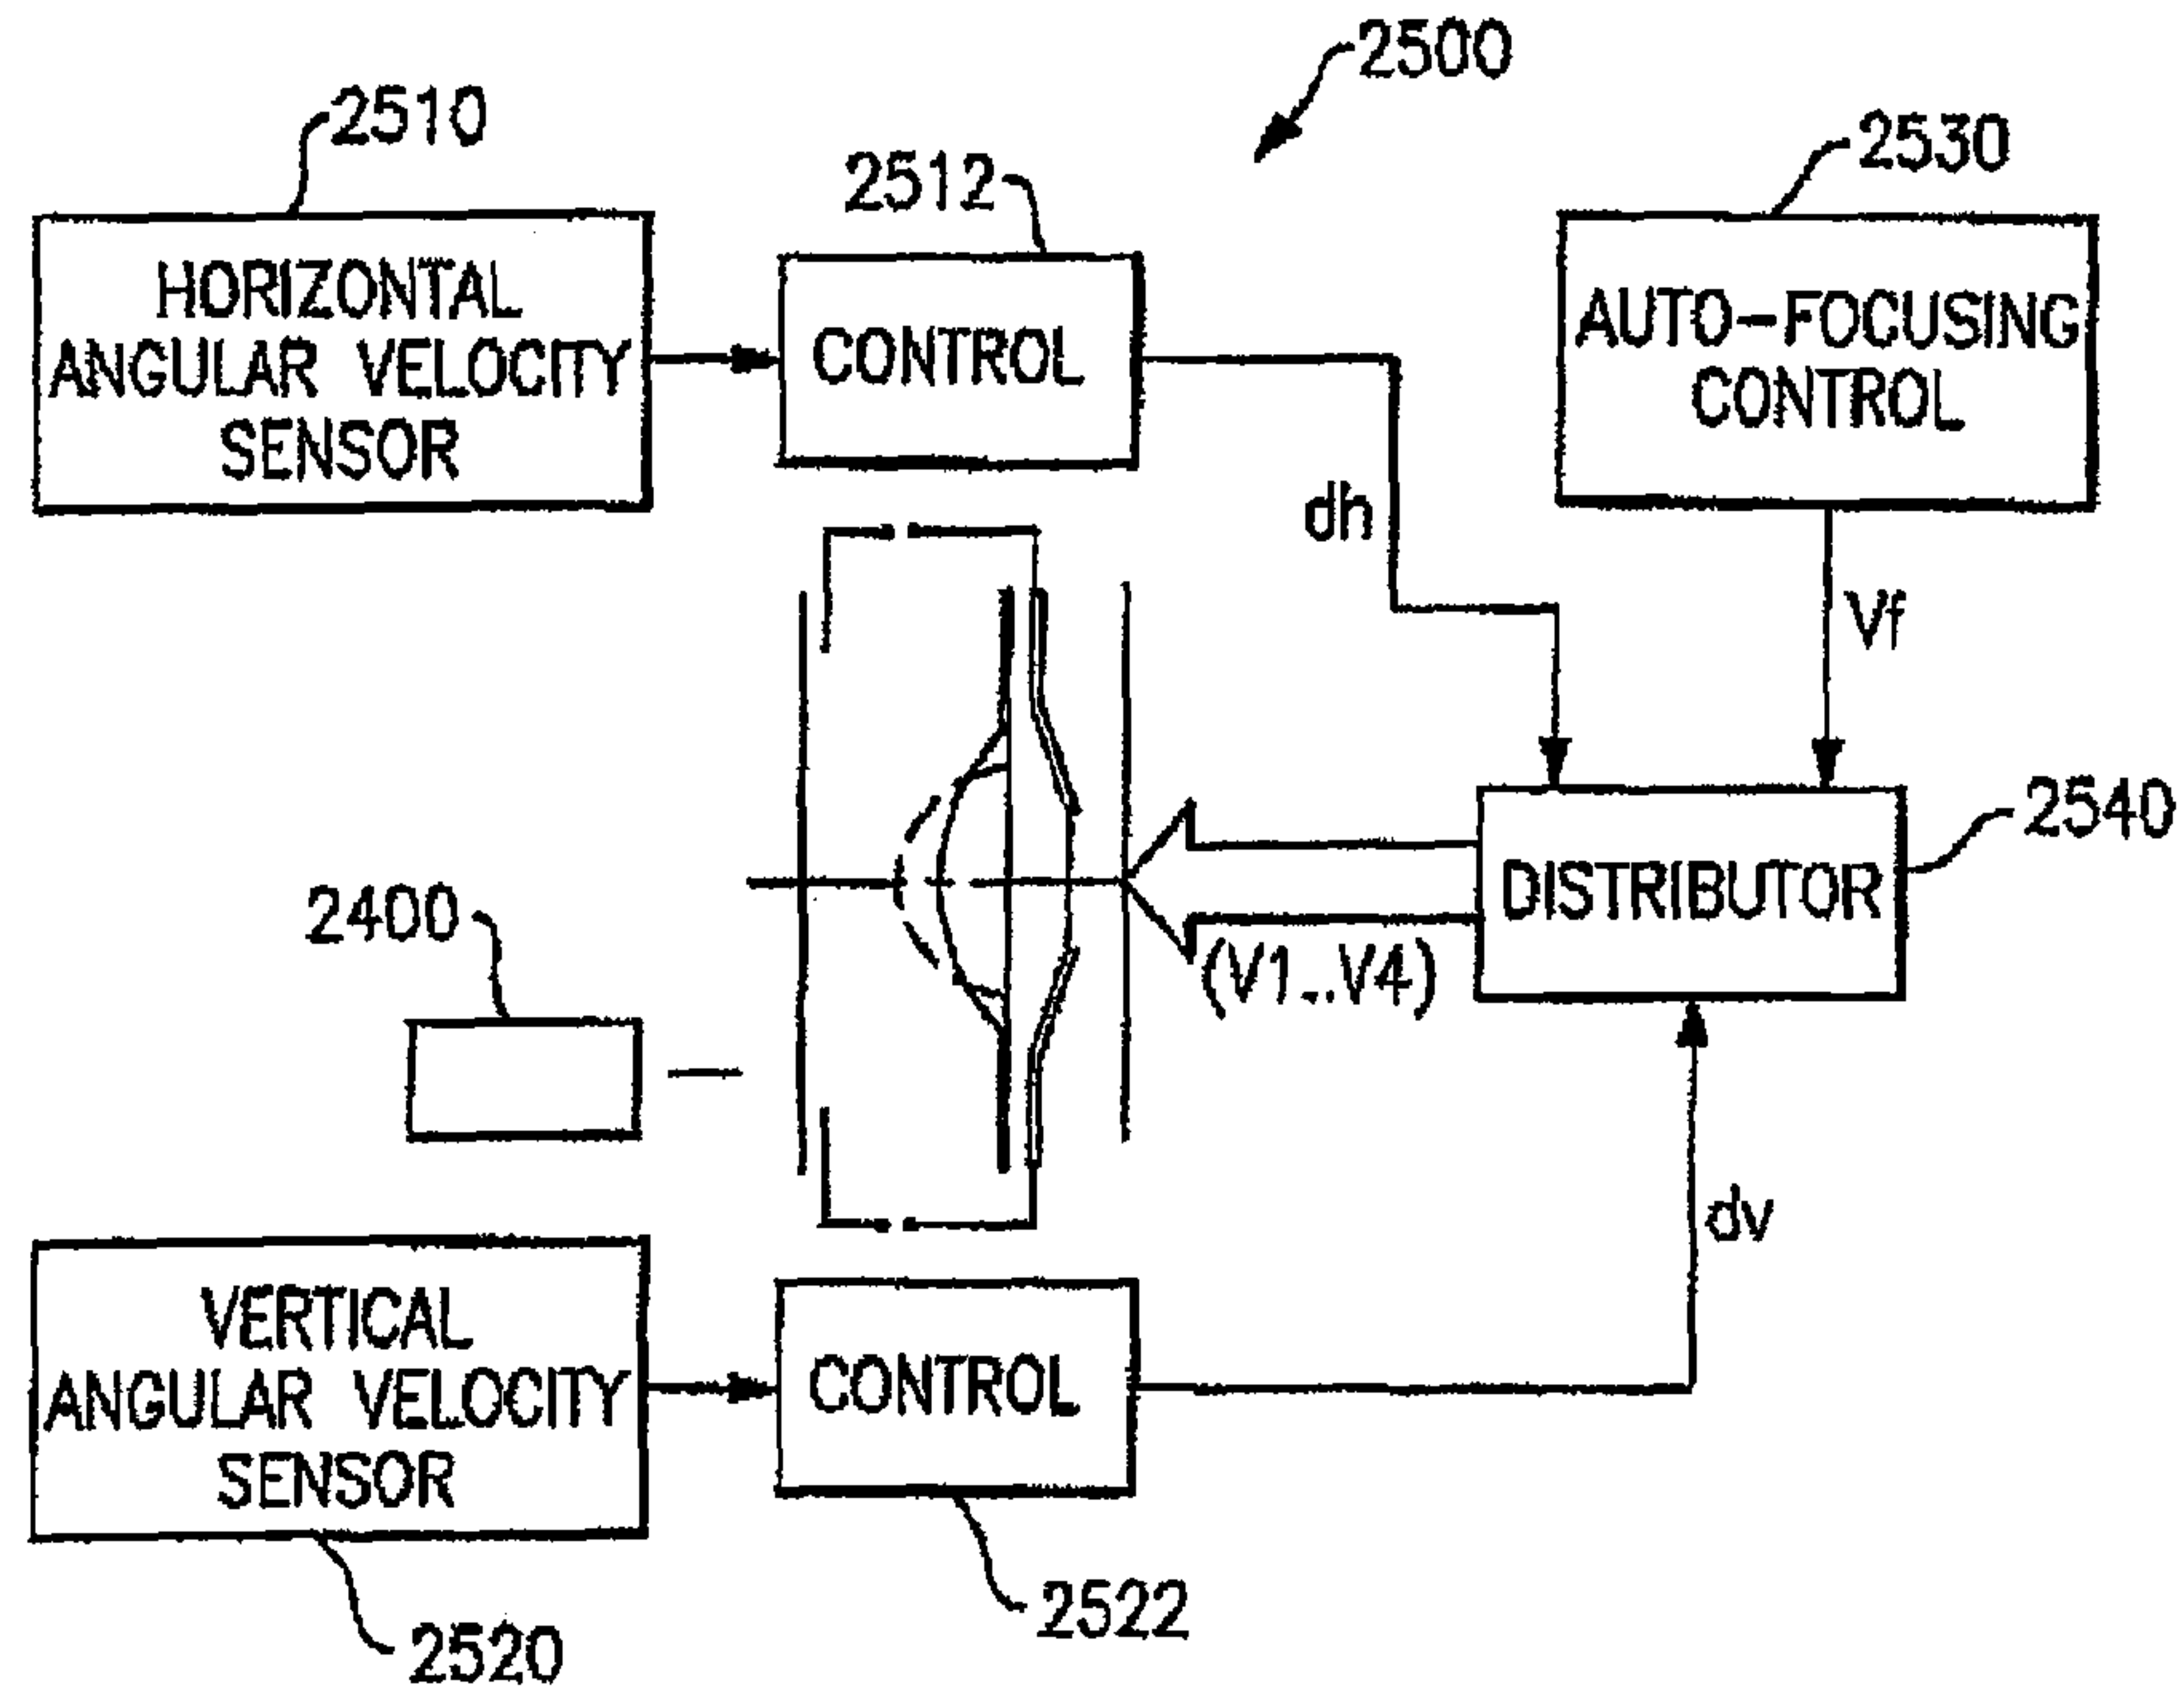 2500
2510
2512
2530
HORIZONTAL
ANGULAR VELOCITY
SENSOR
CONTROL
AUTO-FOCUSING
CONTROL
dh
Vf
2540
DISTRIBUTOR
2400
(V1...V4)
dv
VERTICAL
ANGULAR VELOCITY
SENSOR
CONTROL
2522
2520